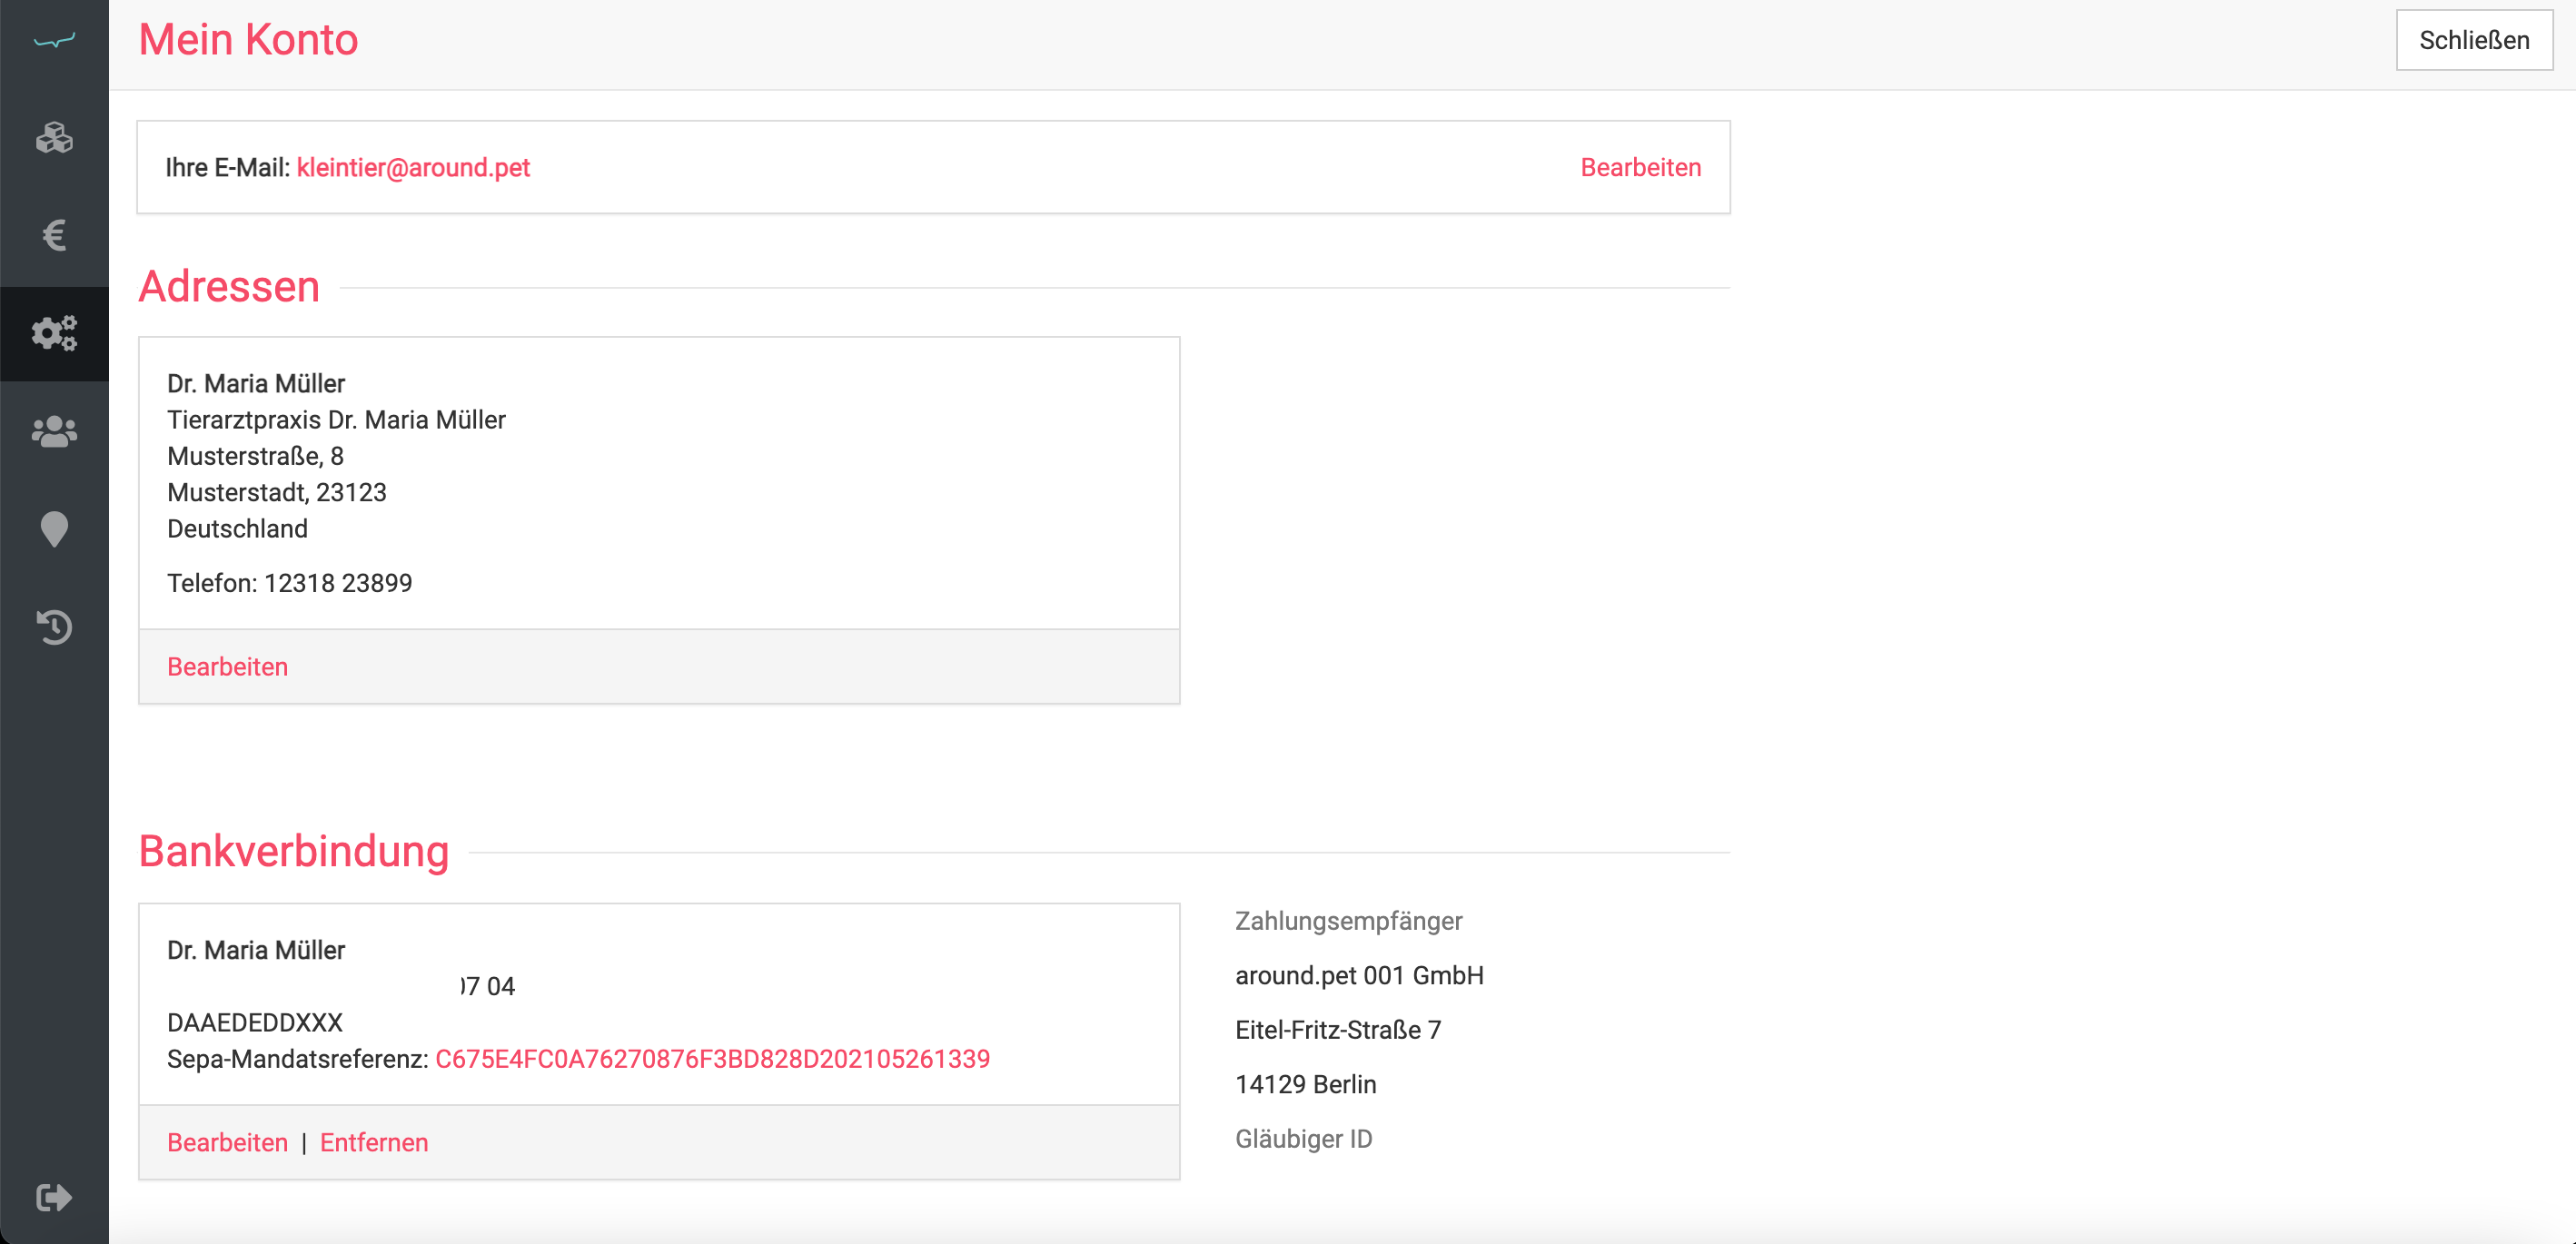 Mein Konto
Schließen
Ihre E-Mail: kleintier@around.pet
Bearbeiten
Adressen
Dr. Maria Müller
Tierarztpraxis Dr. Maria Müller
Musterstraße, 8
Musterstadt, 23123
Deutschland
Telefon: 12318 23899
Bearbeiten
Bankverbindung
Dr. Maria Müller
7 04
DAAEDEDDXXX
Sepa-Mandatsreferenz: C675E4FC0A76270876F3BD828D202105261339
Bearbeiten | Entfernen
Zahlungsempfänger
around.pet 001 GmbH
Eitel-Fritz-Straße 7
14129 Berlin
Gläubiger ID